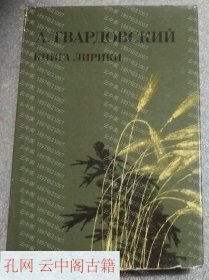 А. ТВАРДОВСКИЙ
КНИГА ЛИРИКИ
孔网 云中阁古籍